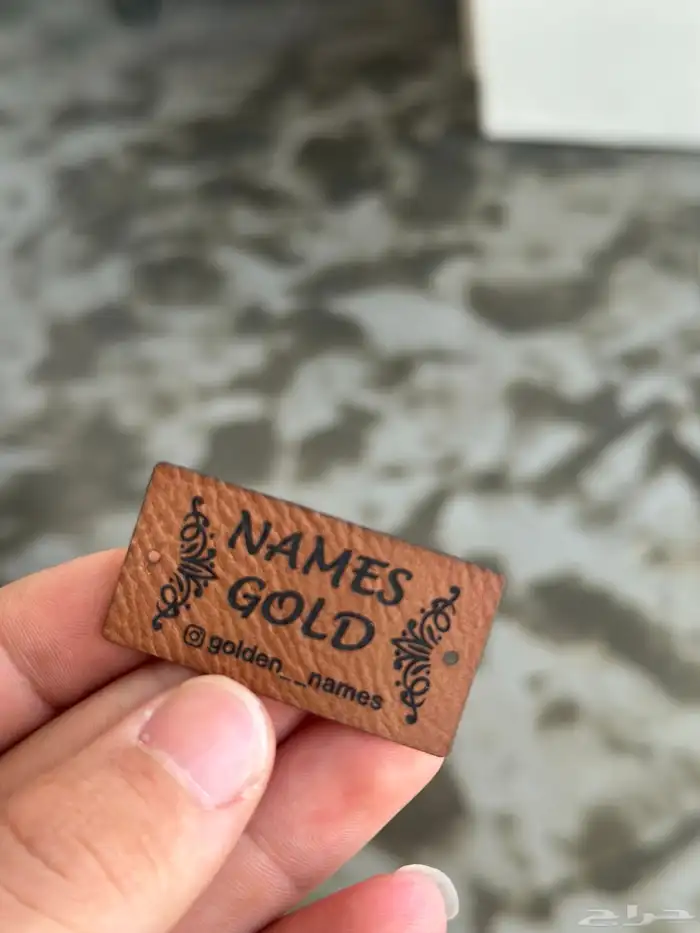 NAMES
GOLD
golden__names
حراج